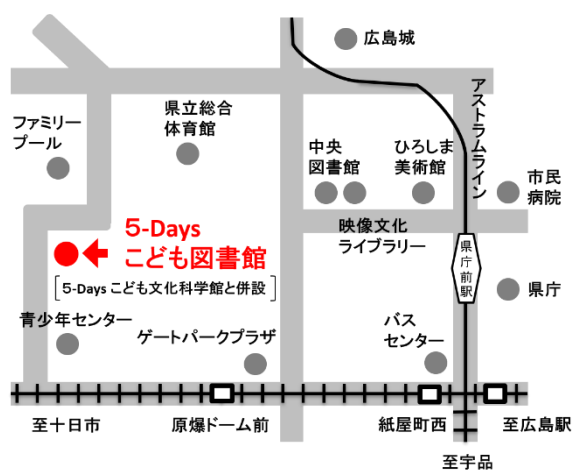 広島城
アストラムライン
県立総合
体育館
ファミリー
プール
中央
図書館
ひろしま
美術館
市民
病院
映像文化
ライブラリー
5-Days
こども図書館
[5-Days こども文化科学館と併設]
県庁前駅
県庁
青少年センター
ゲートパークプラザ
バス
センター
至十日市
原爆ドーム前
紙屋町西
至広島駅
至宇品